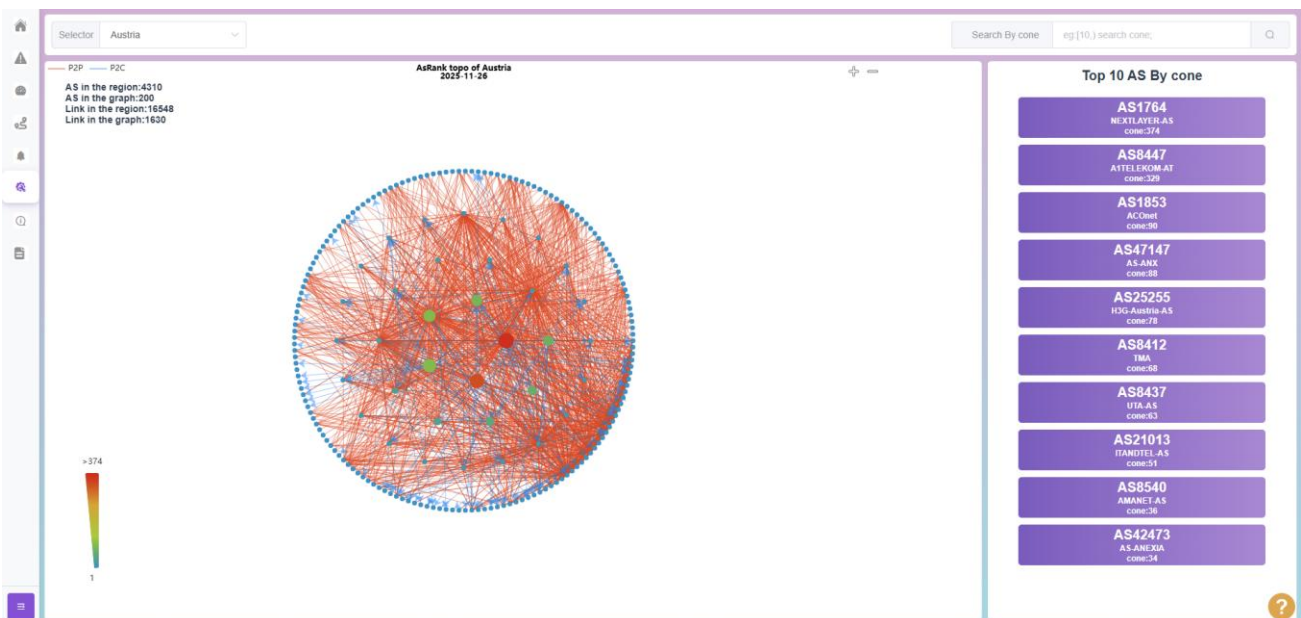 Selector Austria
Search By cone eg:[10,) search cone;
P2P P2C
AsRank topo of Austria
2025-11-26
AS in the region:4310
AS in the graph:200
Link in the region:16548
Link in the graph:1630
>374
1
Top 10 AS By cone
AS1764
NEXTLAYER-AS
cone:374
AS8447
A1TELEKOM-AT
cone:329
AS1853
ACOnet
cone:90
AS47147
AS-ANX
cone:88
AS25255
H3G-Austria-AS
cone:78
AS8412
TMA
cone:68
AS8437
UTA-AS
cone:63
AS21013
ITANDTEL-AS
cone:51
AS8540
AMANET-AS
cone:36
AS42473
AS-ANEXIA
cone:34
?